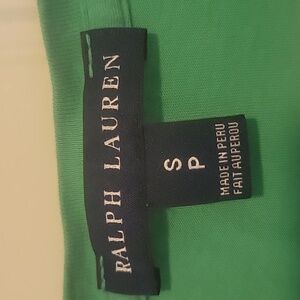 RALPH LAUREN
S
P
MADE IN PERU
FAIT AU PEROU